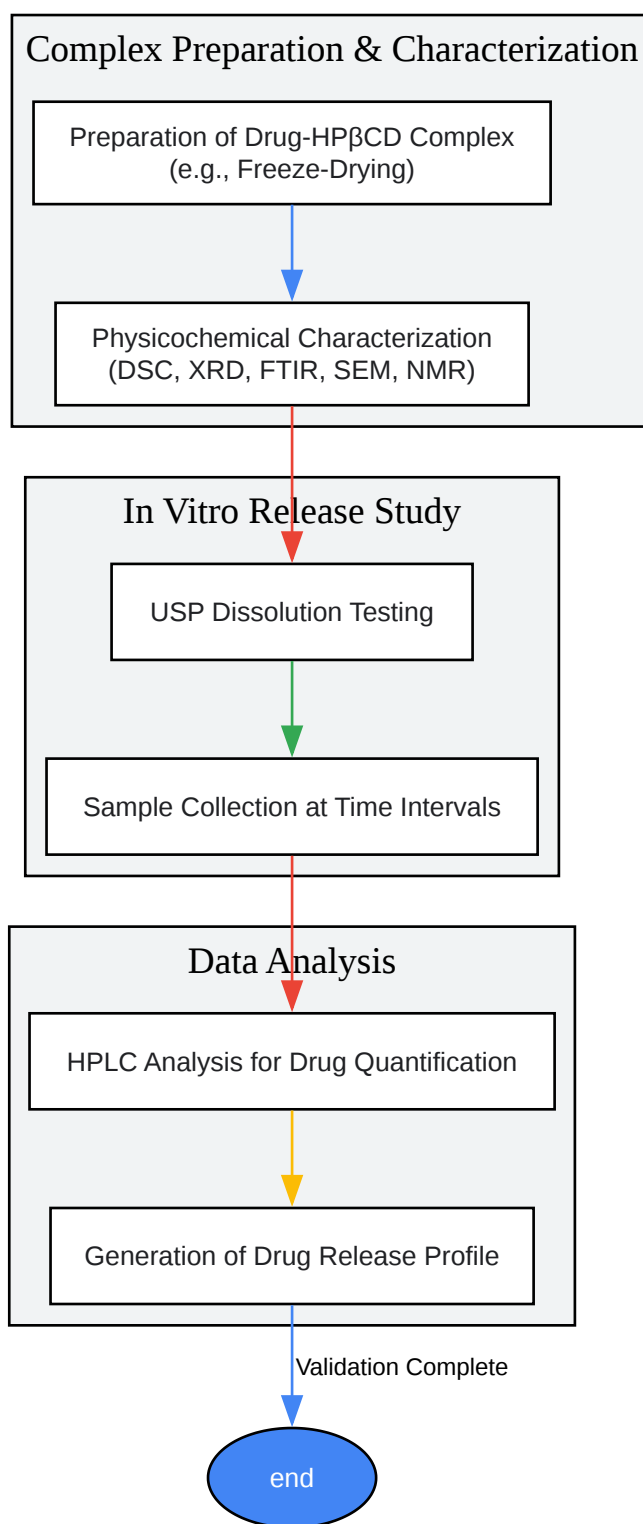 Complex Preparation & Characterization
Preparation of Drug-HPβCD Complex
(e.g., Freeze-Drying)
Physicochemical Characterization
(DSC, XRD, FTIR, SEM, NMR)
In Vitro Release Study
USP Dissolution Testing
Sample Collection at Time Intervals
Data Analysis
HPLC Analysis for Drug Quantification
Generation of Drug Release Profile
Validation Complete
end